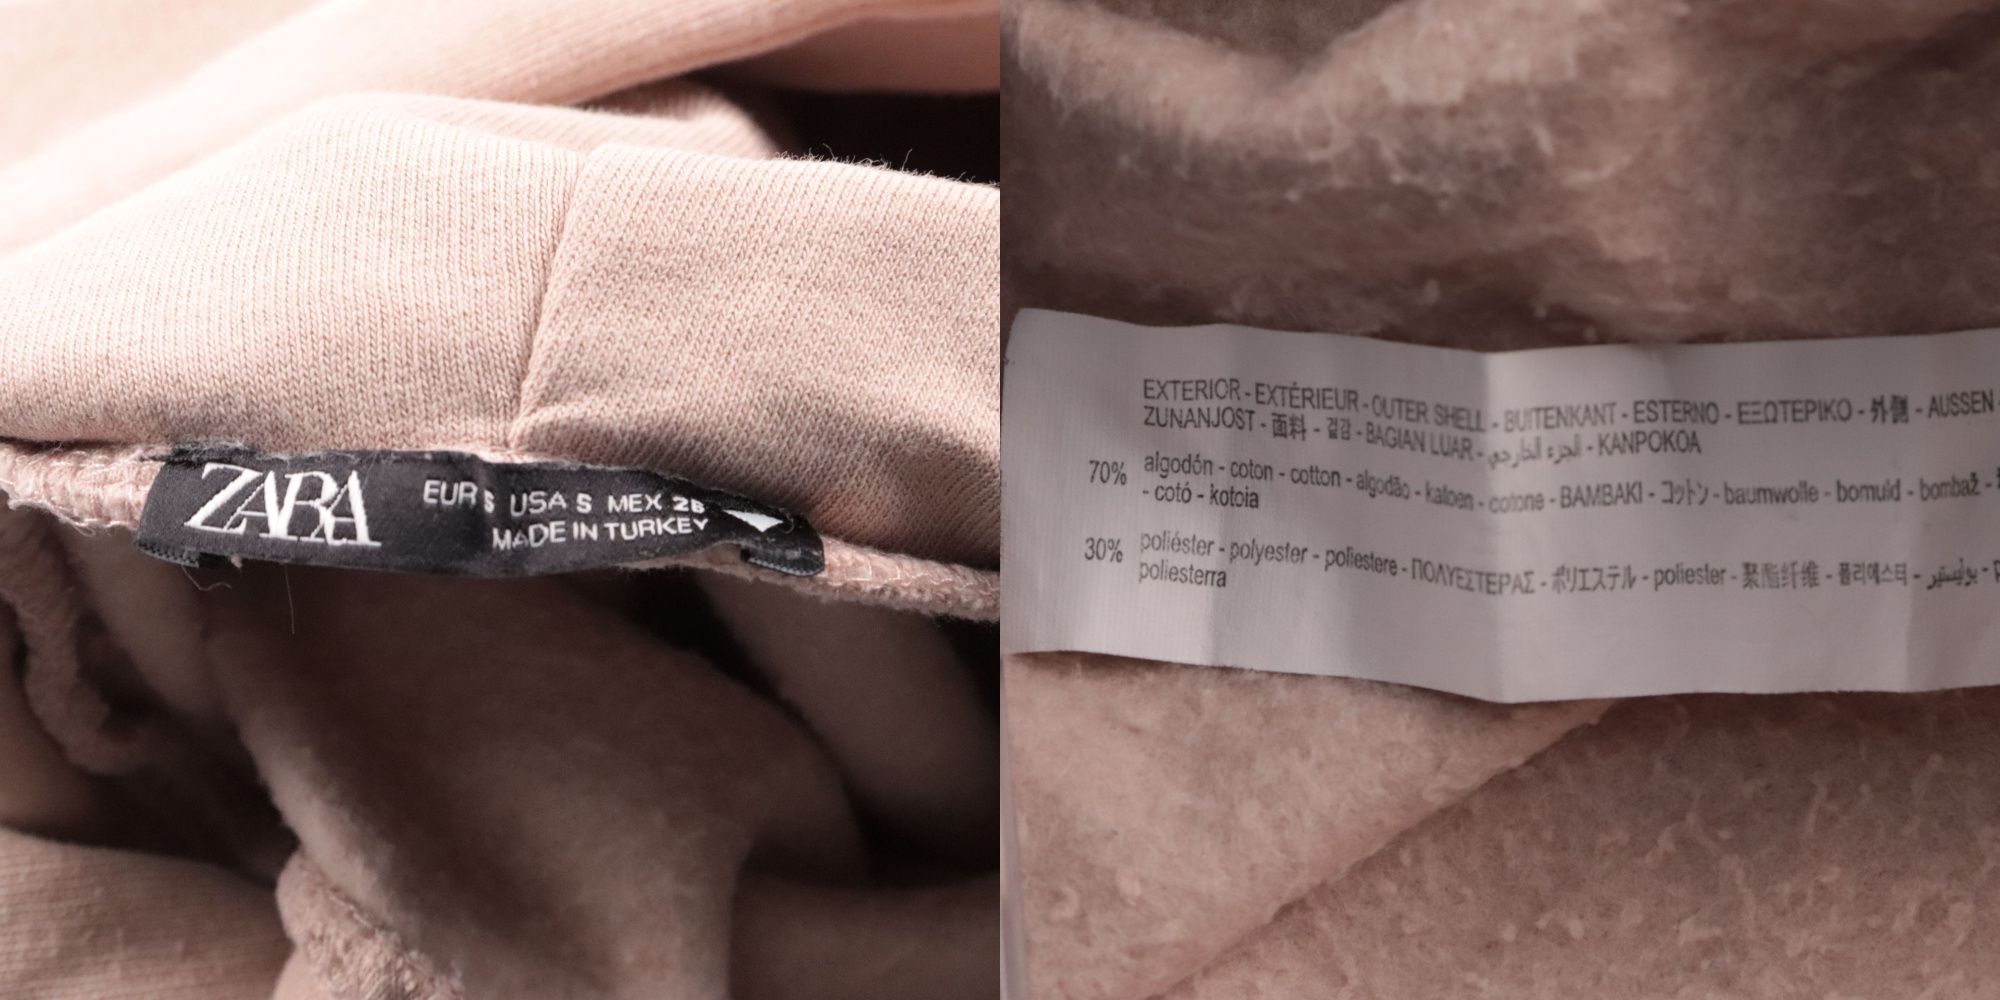 ZARA
EUR S USA S MEX 26
MADE IN TURKEY
EXTERIOR - EXTÉRIEUR - OUTER SHELL - BUITENKANT - ESTERNO - ΕΞΩΤΕΡΙΚΟ - 外側 - AUSSEN -
ZUNANJOST - 面料 - 겉감 - BAGIAN LUAR - الجزء الخارجي - KANPOKOA
70% algodón - coton - cotton - algodão - katoen - cotone - ΒΑΜΒΑΚΙ - コットン - baumwolle - bomuld - bombaž -
- cotó - kotoia
30% poliéster - polyester - poliestere - ΠΟΛΥΕΣΤΕΡΑΣ - ポリエステル - poliester - 聚酯纤维 - 폴리에스터 - بوليستير -
poliesterra